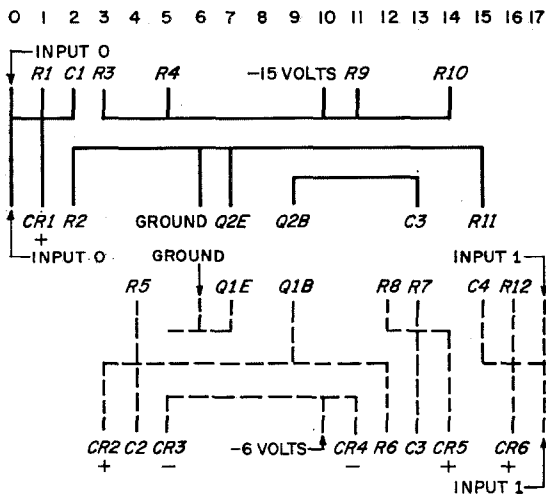 0 1 2 3 4 5 6 7 8 9 10 11 12 13 14 15 16 17
INPUT 0
R1 C1 R3 R4 -15 VOLTS R9 R10
CR1 R2 GROUND Q2E Q2B C3 R11
+
INPUT 0 GROUND INPUT 1
R5 Q1E Q1B R8 R7 C4 R12
CR2 C2 CR3 -6 VOLTS CR4 R6 C3 CR5 CR6
+ - - + +
INPUT 1